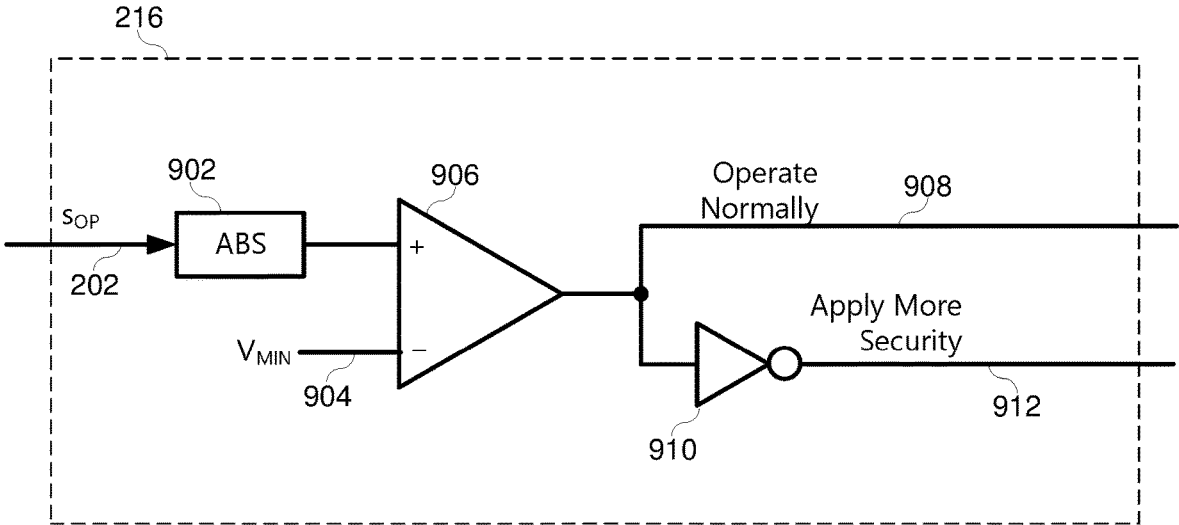 216
902
906
Operate
Normally
908
SOP
ABS
+
202
Apply More
Security
VMIN
−
904
912
910